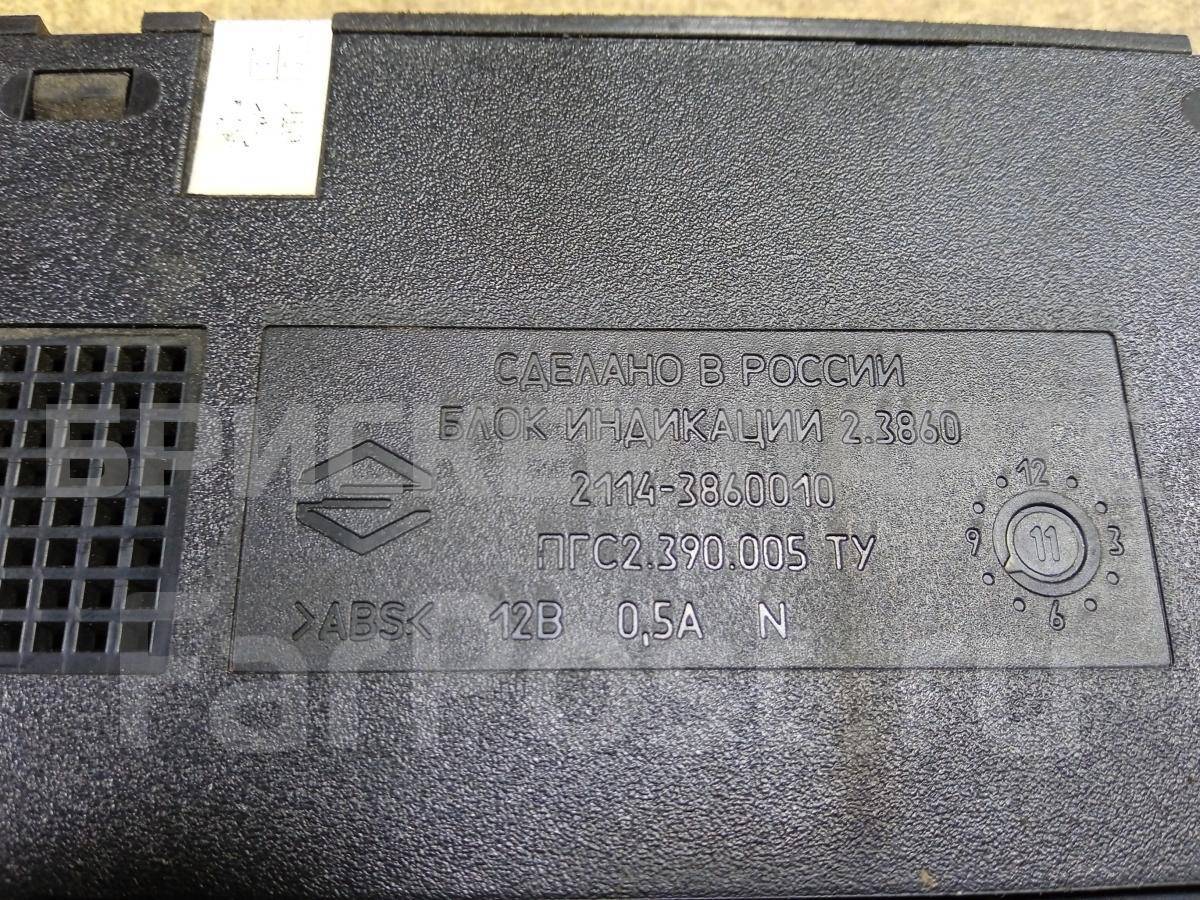 СДЕЛАНО В РОССИИ
БЛОК ИНДИКАЦИИ 2.3860
2114-3860010
ПГС2.390.005 ТУ
>ABS< 12В 0,5А N
12
3
6
9
11